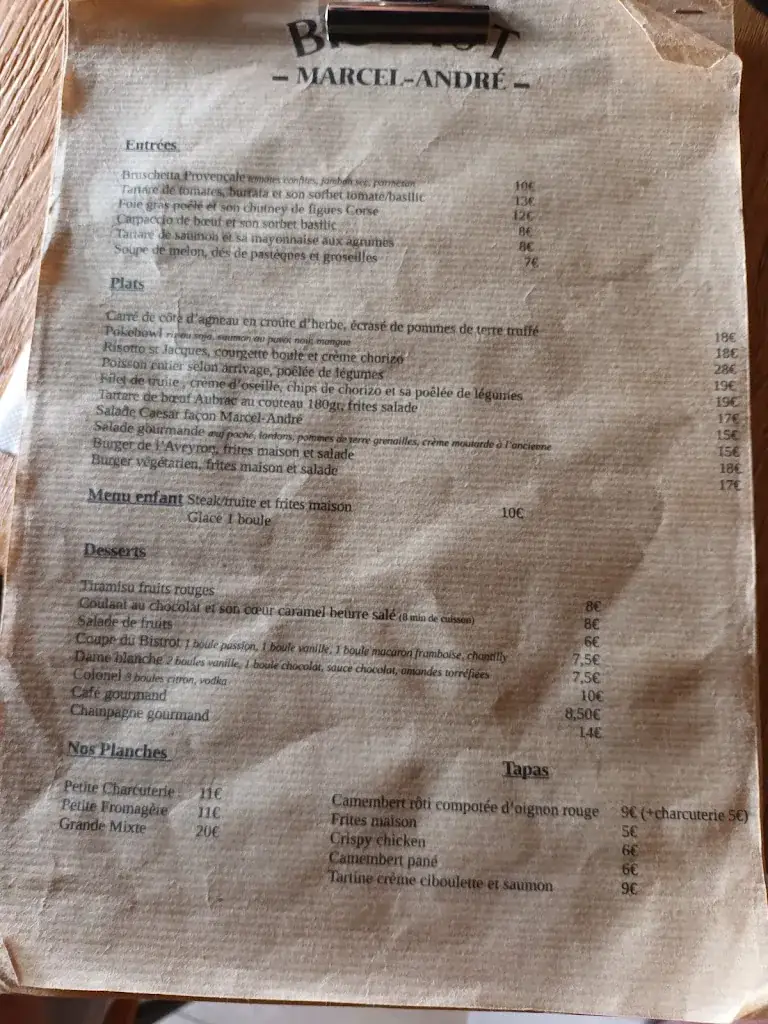 BISTROT
– MARCEL-ANDRÉ –
Entrées
Bruschetta Provençale tomates confites, jambon sec, parmesan 10€
Tartare de tomates, burrata et son sorbet tomate/basilic 13€
Foie gras poêlé et son chutney de figues Corse 12€
Carpaccio de bœuf et son sorbet basilic 8€
Tartare de saumon et sa mayonnaise aux agrumes 8€
Soupe de melon, dés de pastèques et groseilles 7€
Plats
Carré de côte d'agneau en croûte d'herbe, écrasé de pommes de terre truffé 18€
Pokebowl riz au soja, saumon au pavot noir, mangue 18€
Risotto st Jacques, courgette boule et crème chorizo 28€
Poisson entier selon arrivage, poêlée de légumes 19€
Filet de truite, crème d'oseille, chips de chorizo et sa poêlée de légumes 19€
Tartare de bœuf Aubrac au couteau 180gr, frites salade 17€
Salade Caesar façon Marcel-André 15€
Salade gourmande œuf poché, lardons, pommes de terre grenailles, crème moutarde à l'ancienne 15€
Burger de l'Aveyron, frites maison et salade 18€
Burger végétarien, frites maison et salade 17€
Menu enfant Steak/truite et frites maison 10€
Glace 1 boule
Desserts
Tiramisu fruits rouges 8€
Coulant au chocolat et son cœur caramel beurre salé (8 min de cuisson) 8€
Salade de fruits 6€
Coupe du Bistrot 1 boule passion, 1 boule vanille, 1 boule macaron framboise, chantilly 7,5€
Dame blanche 2 boules vanille, 1 boule chocolat, sauce chocolat, amandes torréfiées 7,5€
Colonel 3 boules citron, vodka 10€
Café gourmand 8,50€
Champagne gourmand 14€
Nos Planches
Petite Charcuterie 11€
Petite Fromagère 11€
Grande Mixte 20€
Tapas
Camembert rôti compotée d'oignon rouge 9€ (+charcuterie 5€)
Frites maison 5€
Crispy chicken 6€
Camembert pané 6€
Tartine crème ciboulette et saumon 9€